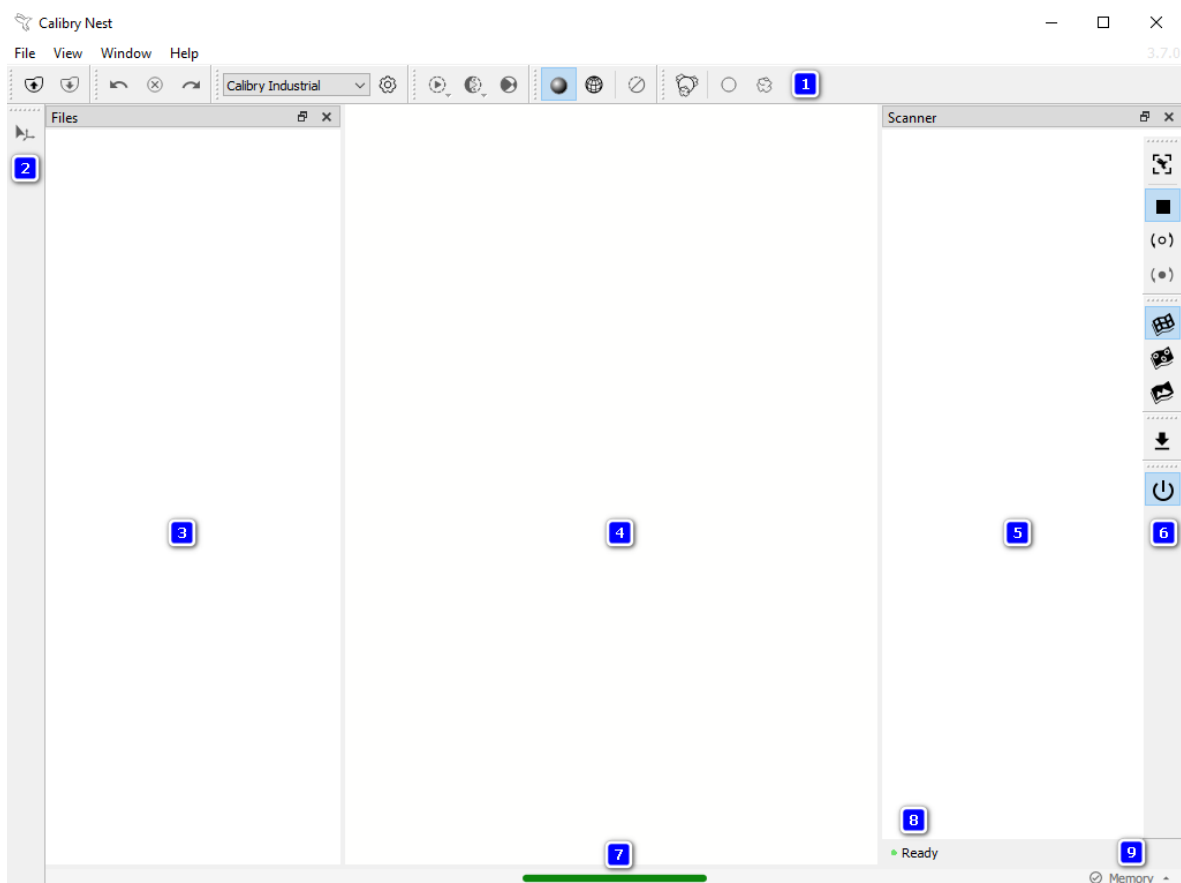 Calibry Nest
File View Window Help
3.7.0
Calibry Industrial
1
Files
Scanner
2
3
4
5
6
8
7
Ready
9
Memory